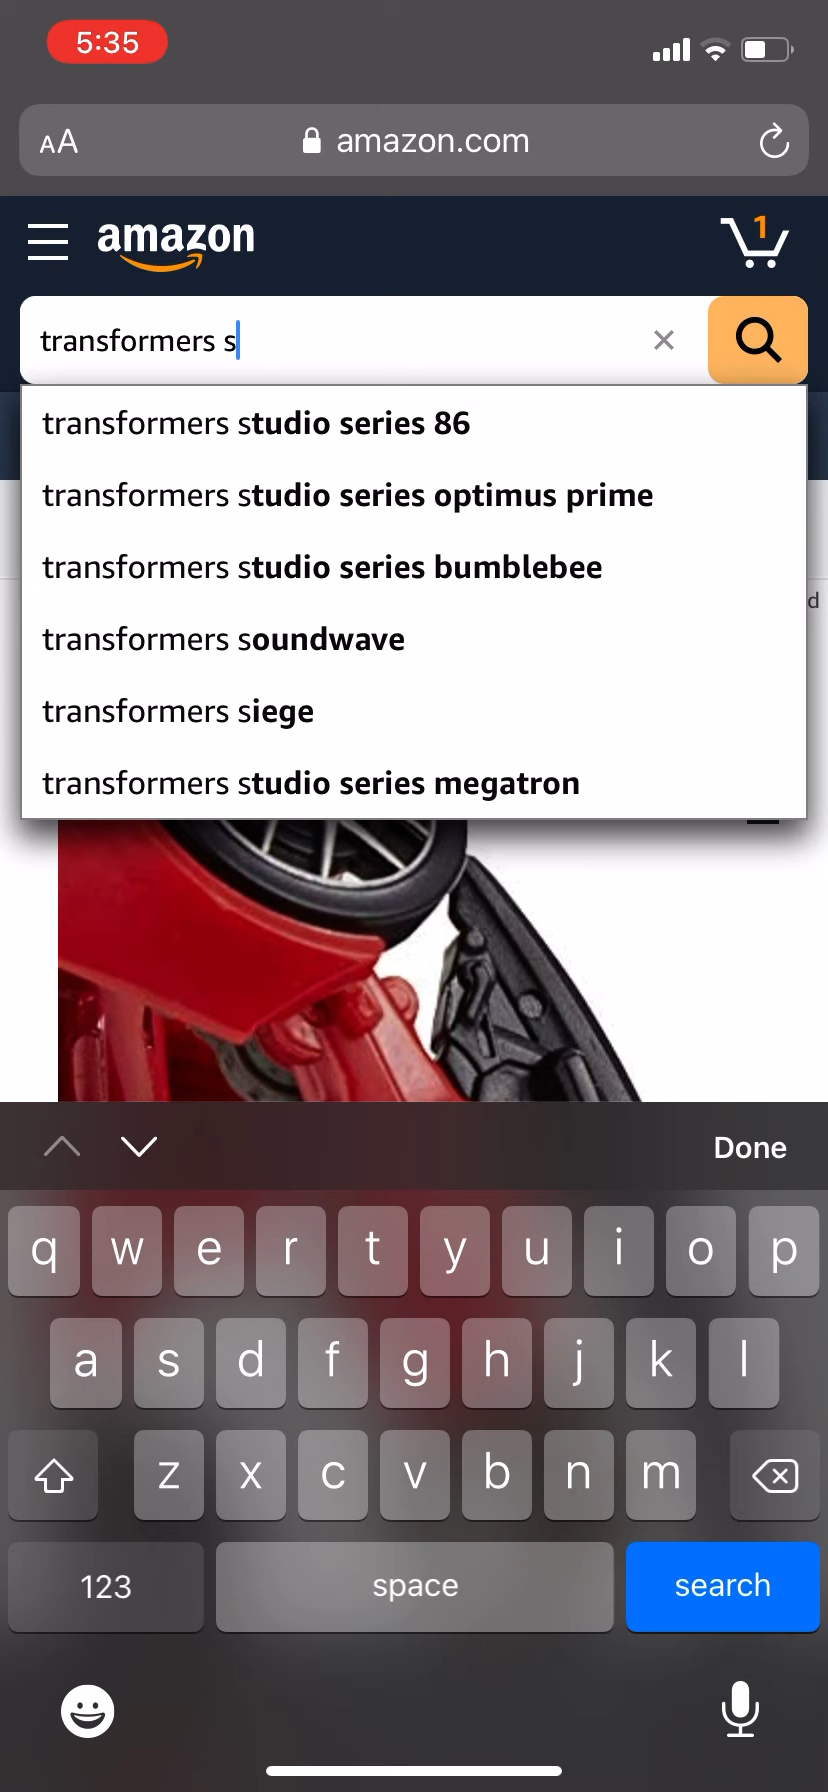 5:35
AA amazon.com
amazon 1
transformers s
transformers studio series 86
transformers studio series optimus prime
transformers studio series bumblebee
d
transformers soundwave
transformers siege
transformers studio series megatron
Done
q w e r t y u i o p
a s d f g h j k l
z x c v b n m
123 space search